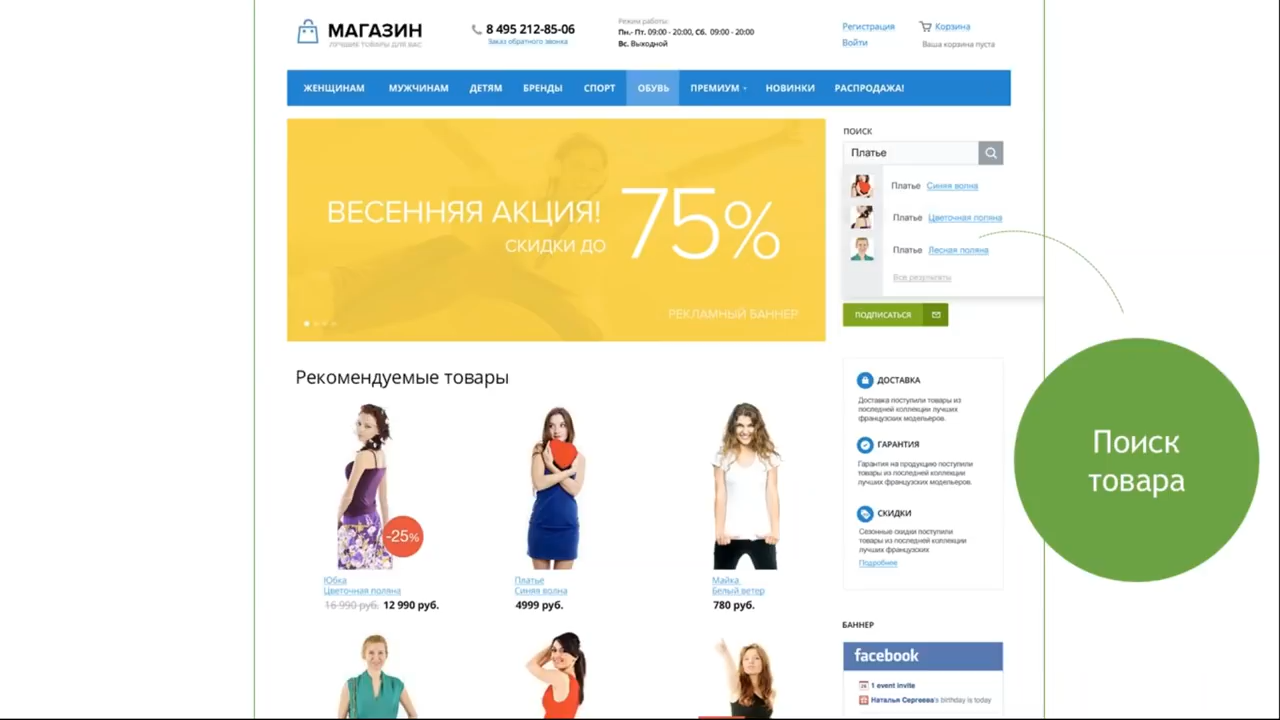 МАГАЗИН
ЛУЧШИЕ ТОВАРЫ ДЛЯ ВАС
8 495 212-85-06
Заказ обратного звонка
Режим работы:
Пн.- Пт. 09:00 - 20:00, Сб. 09:00 - 20:00
Вс. Выходной
Регистрация
Войти
Корзина
Ваша корзина пуста
ЖЕНЩИНАМ МУЖЧИНАМ ДЕТЯМ БРЕНДЫ СПОРТ ОБУВЬ ПРЕМИУМ НОВИНКИ РАСПРОДАЖА!
ВЕСЕННЯЯ АКЦИЯ!
СКИДКИ ДО
75%
РЕКЛАМНЫЙ БАННЕР
ПОИСК
Платье
Платье Синяя волна
Платье Цветочная поляна
Платье Лесная поляна
Все результаты
ПОДПИСАТЬСЯ
Рекомендуемые товары
-25%
Юбка
Цветочная поляна
16 990 руб. 12 990 руб.
Платье
Синяя волна
4999 руб.
Майка
Белый ветер
780 руб.
ДОСТАВКА
Доставка поступили товары из
последней коллекции лучших
французских модельеров.
ГАРАНТИЯ
Гарантия на продукцию поступили
товары из последней коллекции
лучших французских модельеров.
СКИДКИ
Сезонные скидки поступили
товары из последней коллекции
лучших французских
Подробнее
БАННЕР
facebook
1 event invite
Наталья Сергеева's birthday is today
Поиск
товара